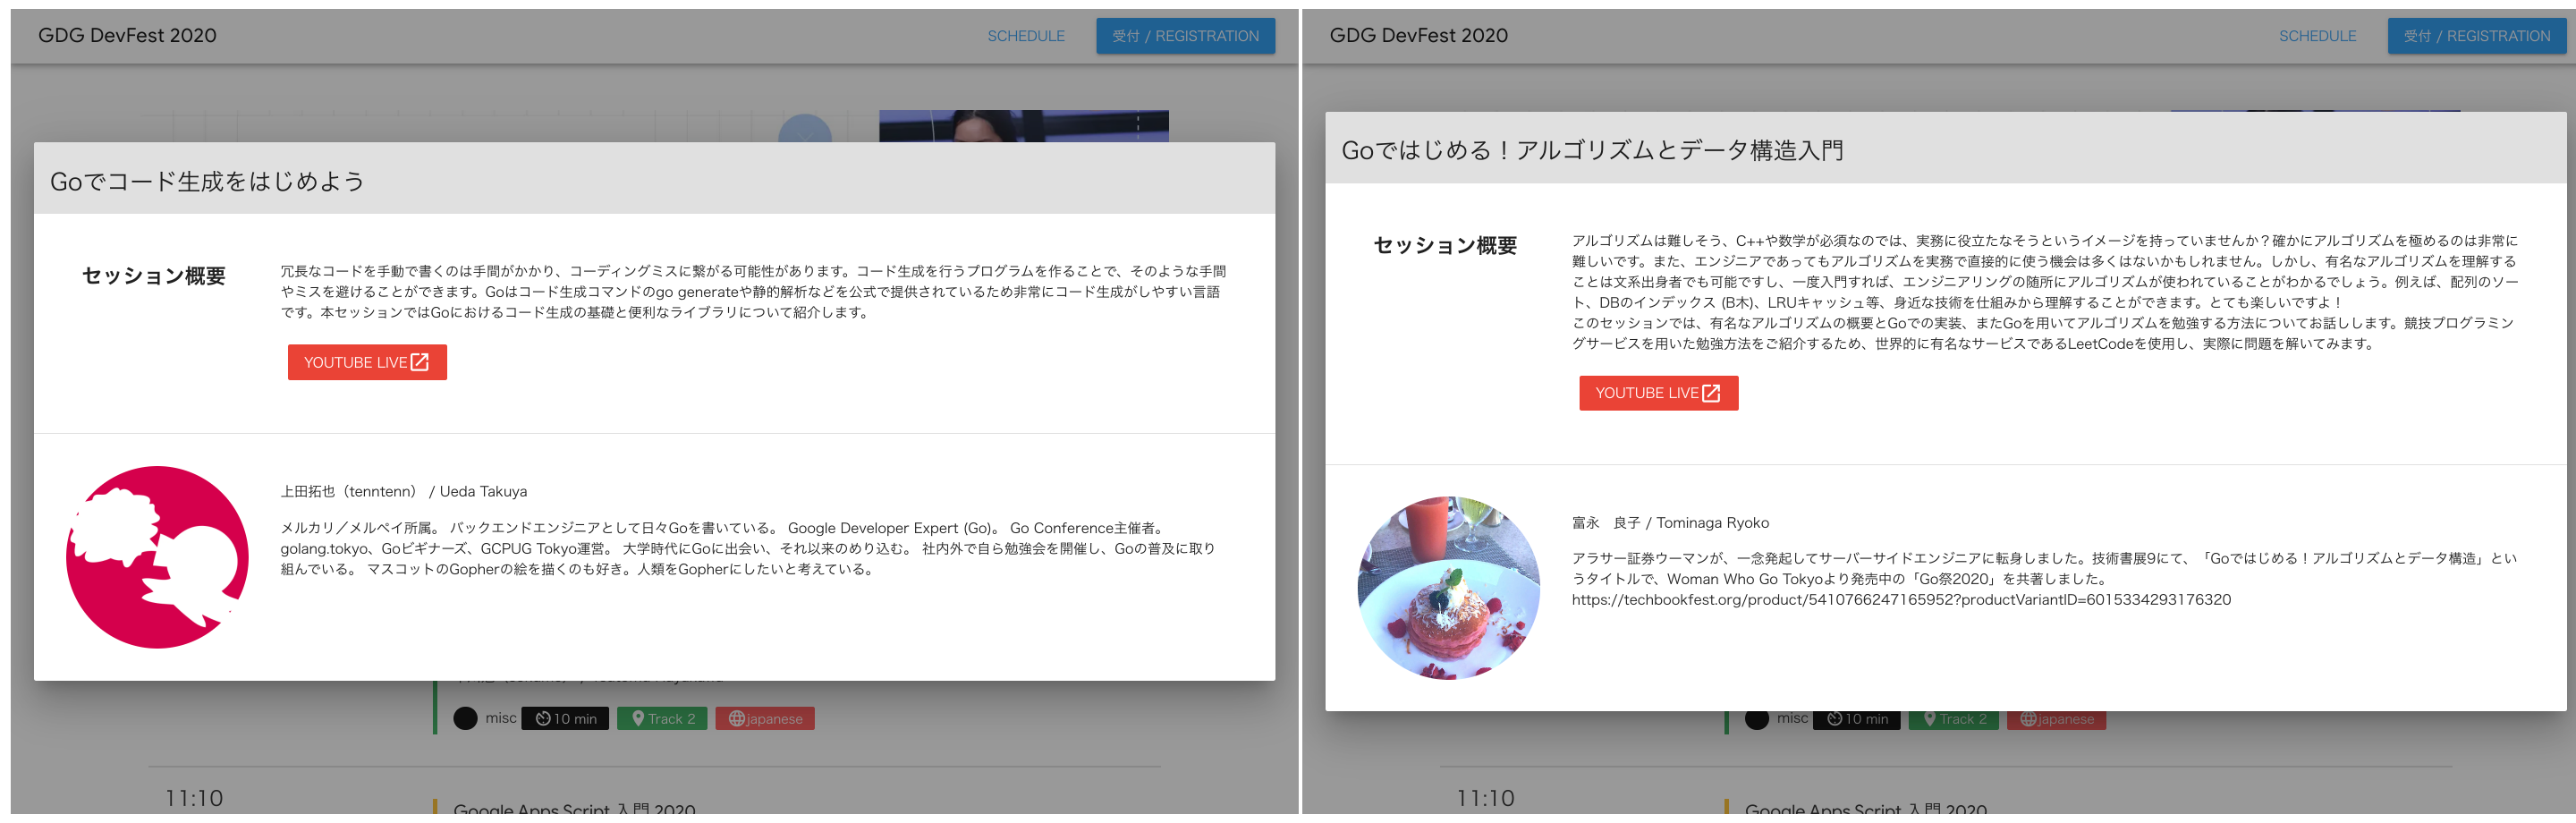 GDG DevFest 2020
SCHEDULE
受付 / REGISTRATION
Goでコード生成をはじめよう
セッション概要
冗長なコードを手動で書くのは手間がかかり、コーディングミスに繋がる可能性があります。コード生成を行うプログラムを作ることで、そのような手間
やミスを避けることができます。Goはコード生成コマンドのgo generateや静的解析などを公式で提供されているため非常にコード生成がしやすい言語
です。本セッションではGoにおけるコード生成の基礎と便利なライブラリについて紹介します。
YOUTUBE LIVE
上田拓也（tenntenn） / Ueda Takuya
メルカリ／メルペイ所属。 バックエンドエンジニアとして日々Goを書いている。 Google Developer Expert (Go)。 Go Conference主催者。
golang.tokyo、Goビギナーズ、GCPUG Tokyo運営。 大学時代にGoに出会い、それ以来のめり込む。 社内外で自ら勉強会を開催し、Goの普及に取り
組んでいる。 マスコットのGopherの絵を描くのも好き。人類をGopherにしたいと考えている。
misc
10 min
Track 2
japanese
11:10
Google Apps Script 入門 2020
GDG DevFest 2020
SCHEDULE
受付 / REGISTRATION
Goではじめる！アルゴリズムとデータ構造入門
セッション概要
アルゴリズムは難しそう、C++や数学が必須なのでは、実務に役立たなそうというイメージを持っていませんか？確かにアルゴリズムを極めるのは非常に
難しいです。また、エンジニアであってもアルゴリズムを実務で直接的に使う機会は多くはないかもしれません。しかし、有名なアルゴリズムを理解する
ことは文系出身者でも可能ですし、一度入門すれば、エンジニアリングの随所にアルゴリズムが使われていることがわかるでしょう。例えば、配列のソー
ト、DBのインデックス (B木)、LRUキャッシュ等、身近な技術を仕組みから理解することができます。とても楽しいですよ！
このセッションでは、有名なアルゴリズムの概要とGoでの実装、またGoを用いてアルゴリズムを勉強する方法についてお話しします。競技プログラミン
グサービスを用いた勉強方法をご紹介するため、世界的に有名なサービスであるLeetCodeを使用し、実際に問題を解いてみます。
YOUTUBE LIVE
富永　良子 / Tominaga Ryoko
アラサー証券ウーマンが、一念発起してサーバーサイドエンジニアに転身しました。技術書展9にて、「Goではじめる！アルゴリズムとデータ構造」とい
うタイトルで、Woman Who Go Tokyoより発売中の「Go祭2020」を共著しました。
https://techbookfest.org/product/5410766247165952?productVariantID=6015334293176320
misc
10 min
Track 2
japanese
11:10
Google Apps Script 入門 2020